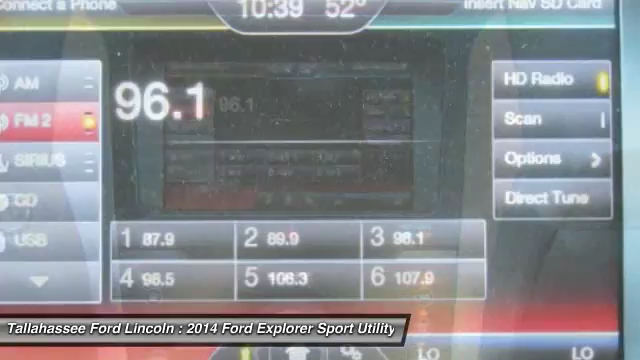 Connect a Phone 10:39 52° Insert Nav SD Card
AM
FM 2
SIRIUS
CD
USB
96.1
96.1
HD Radio
Scan
Options
Direct Tune
1 87.9 2 89.9 3 96.1
4 96.5 5 106.3 6 107.9
Tallahassee Ford Lincoln : 2014 Ford Explorer Sport Utility
LO LO